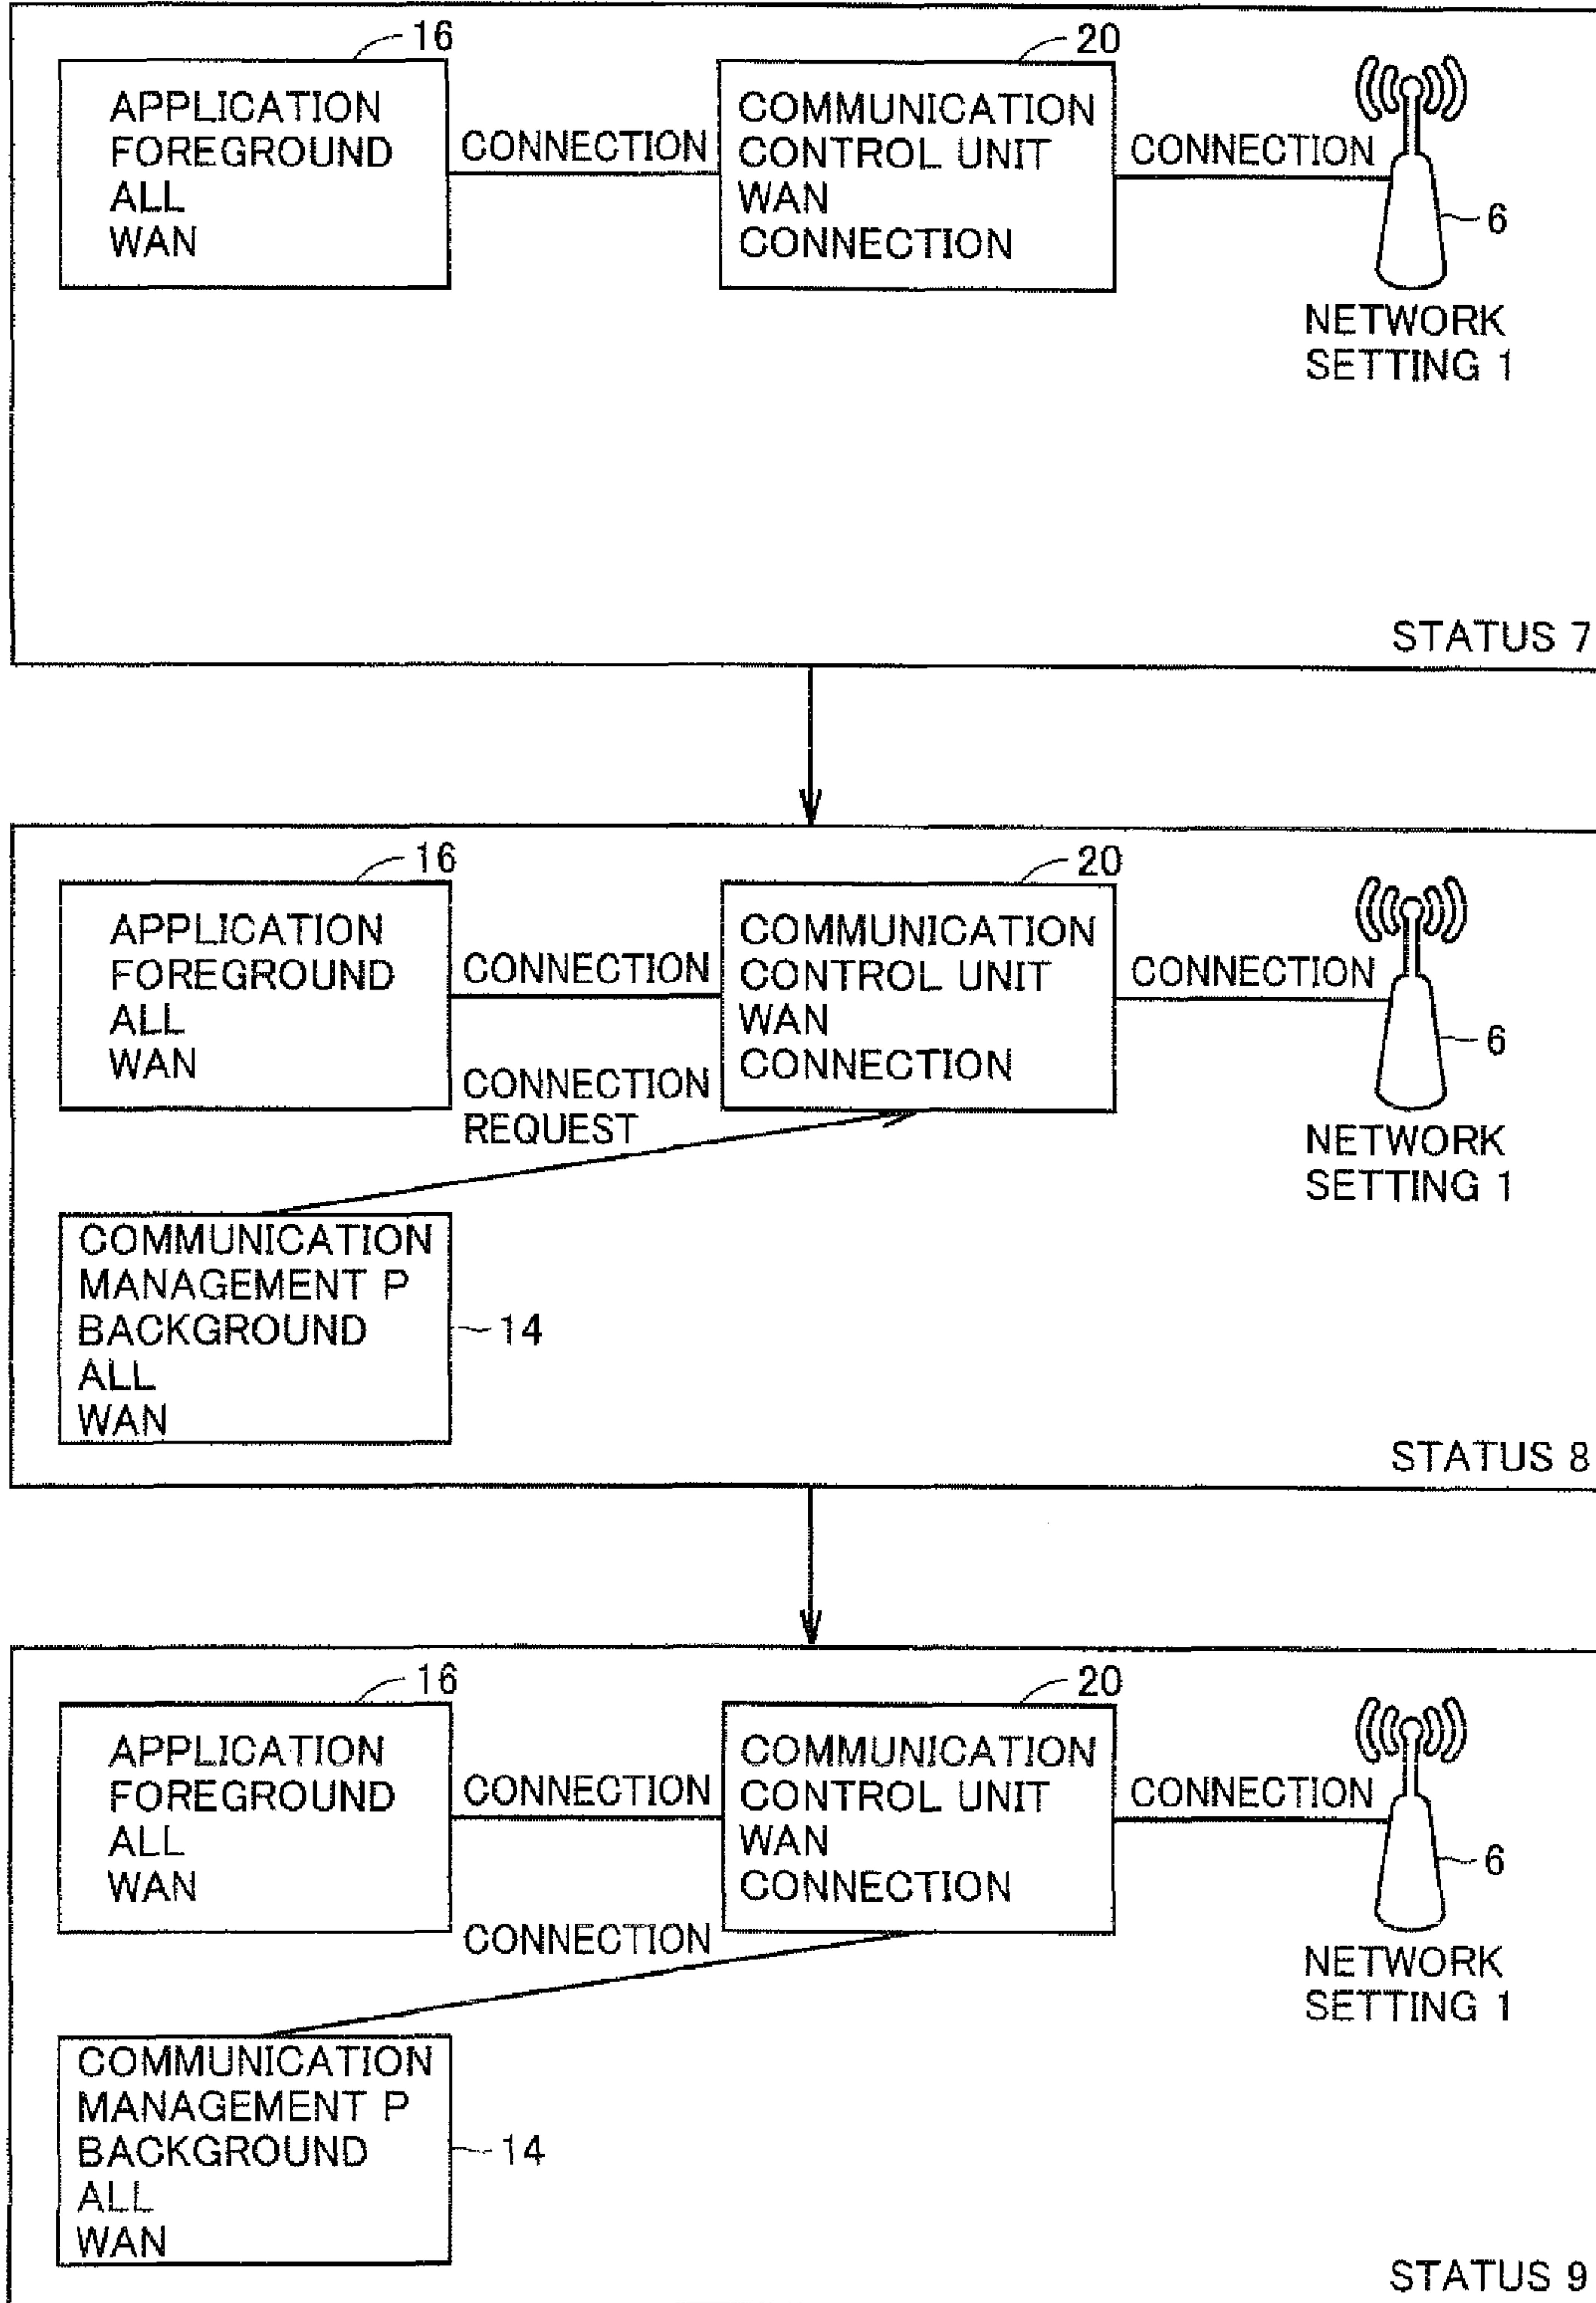 16
20
APPLICATION
FOREGROUND
ALL
WAN
CONNECTION
COMMUNICATION
CONTROL UNIT
WAN
CONNECTION
CONNECTION
6
NETWORK
SETTING 1
STATUS 7
16
20
APPLICATION
FOREGROUND
ALL
WAN
CONNECTION
COMMUNICATION
CONTROL UNIT
WAN
CONNECTION
CONNECTION
6
NETWORK
SETTING 1
CONNECTION
REQUEST
COMMUNICATION
MANAGEMENT P
BACKGROUND
ALL
WAN
14
STATUS 8
16
20
APPLICATION
FOREGROUND
ALL
WAN
CONNECTION
COMMUNICATION
CONTROL UNIT
WAN
CONNECTION
CONNECTION
6
NETWORK
SETTING 1
CONNECTION
COMMUNICATION
MANAGEMENT P
BACKGROUND
ALL
WAN
14
STATUS 9